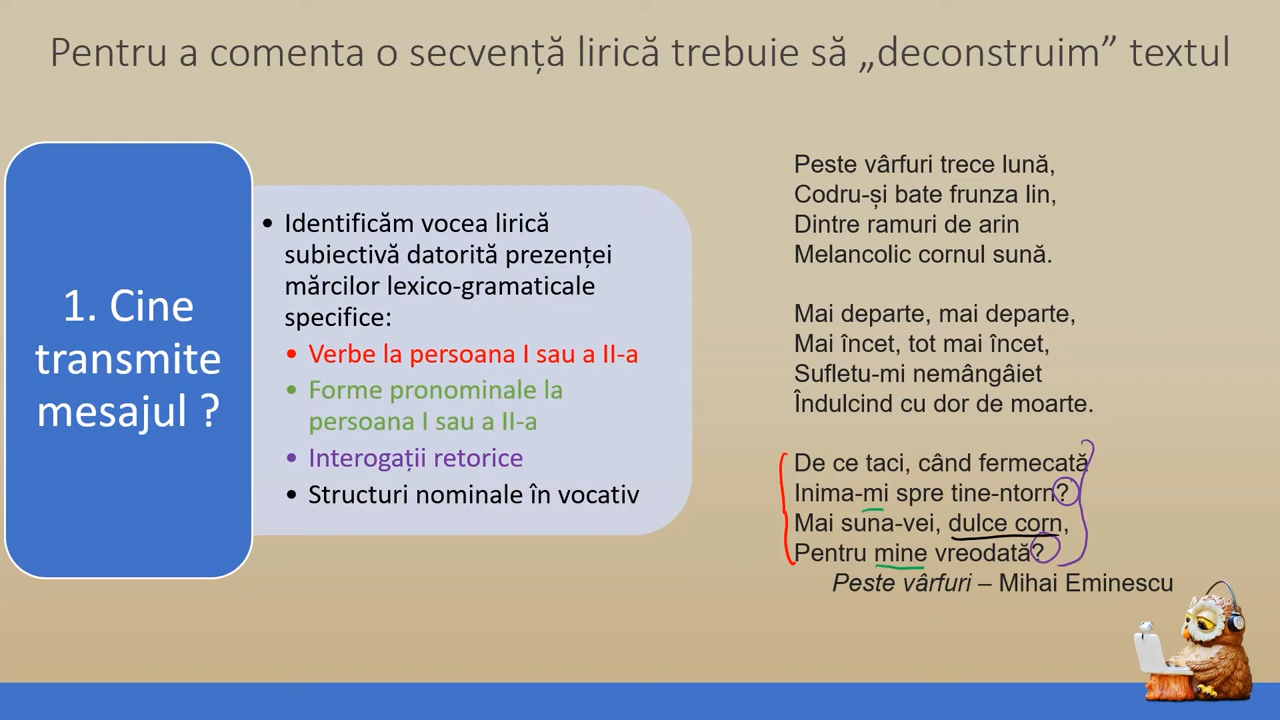 Pentru a comenta o secvență lirică trebuie să „deconstruim” textul
1. Cine
transmite
mesajul ?
• Identificăm vocea lirică
subiectivă datorită prezenței
mărcilor lexico-gramaticale
specifice:
• Verbe la persoana I sau a II-a
• Forme pronominale la
persoana I sau a II-a
• Interogații retorice
• Structuri nominale în vocativ
Peste vârfuri trece lună,
Codru-și bate frunza lin,
Dintre ramuri de arin
Melancolic cornul sună.
Mai departe, mai departe,
Mai încet, tot mai încet,
Sufletu-mi nemângâiet
Îndulcind cu dor de moarte.
De ce taci, când fermecată
Inima-mi spre tine-ntorn?
Mai suna-vei, dulce corn,
Pentru mine vreodată?
Peste vârfuri – Mihai Eminescu